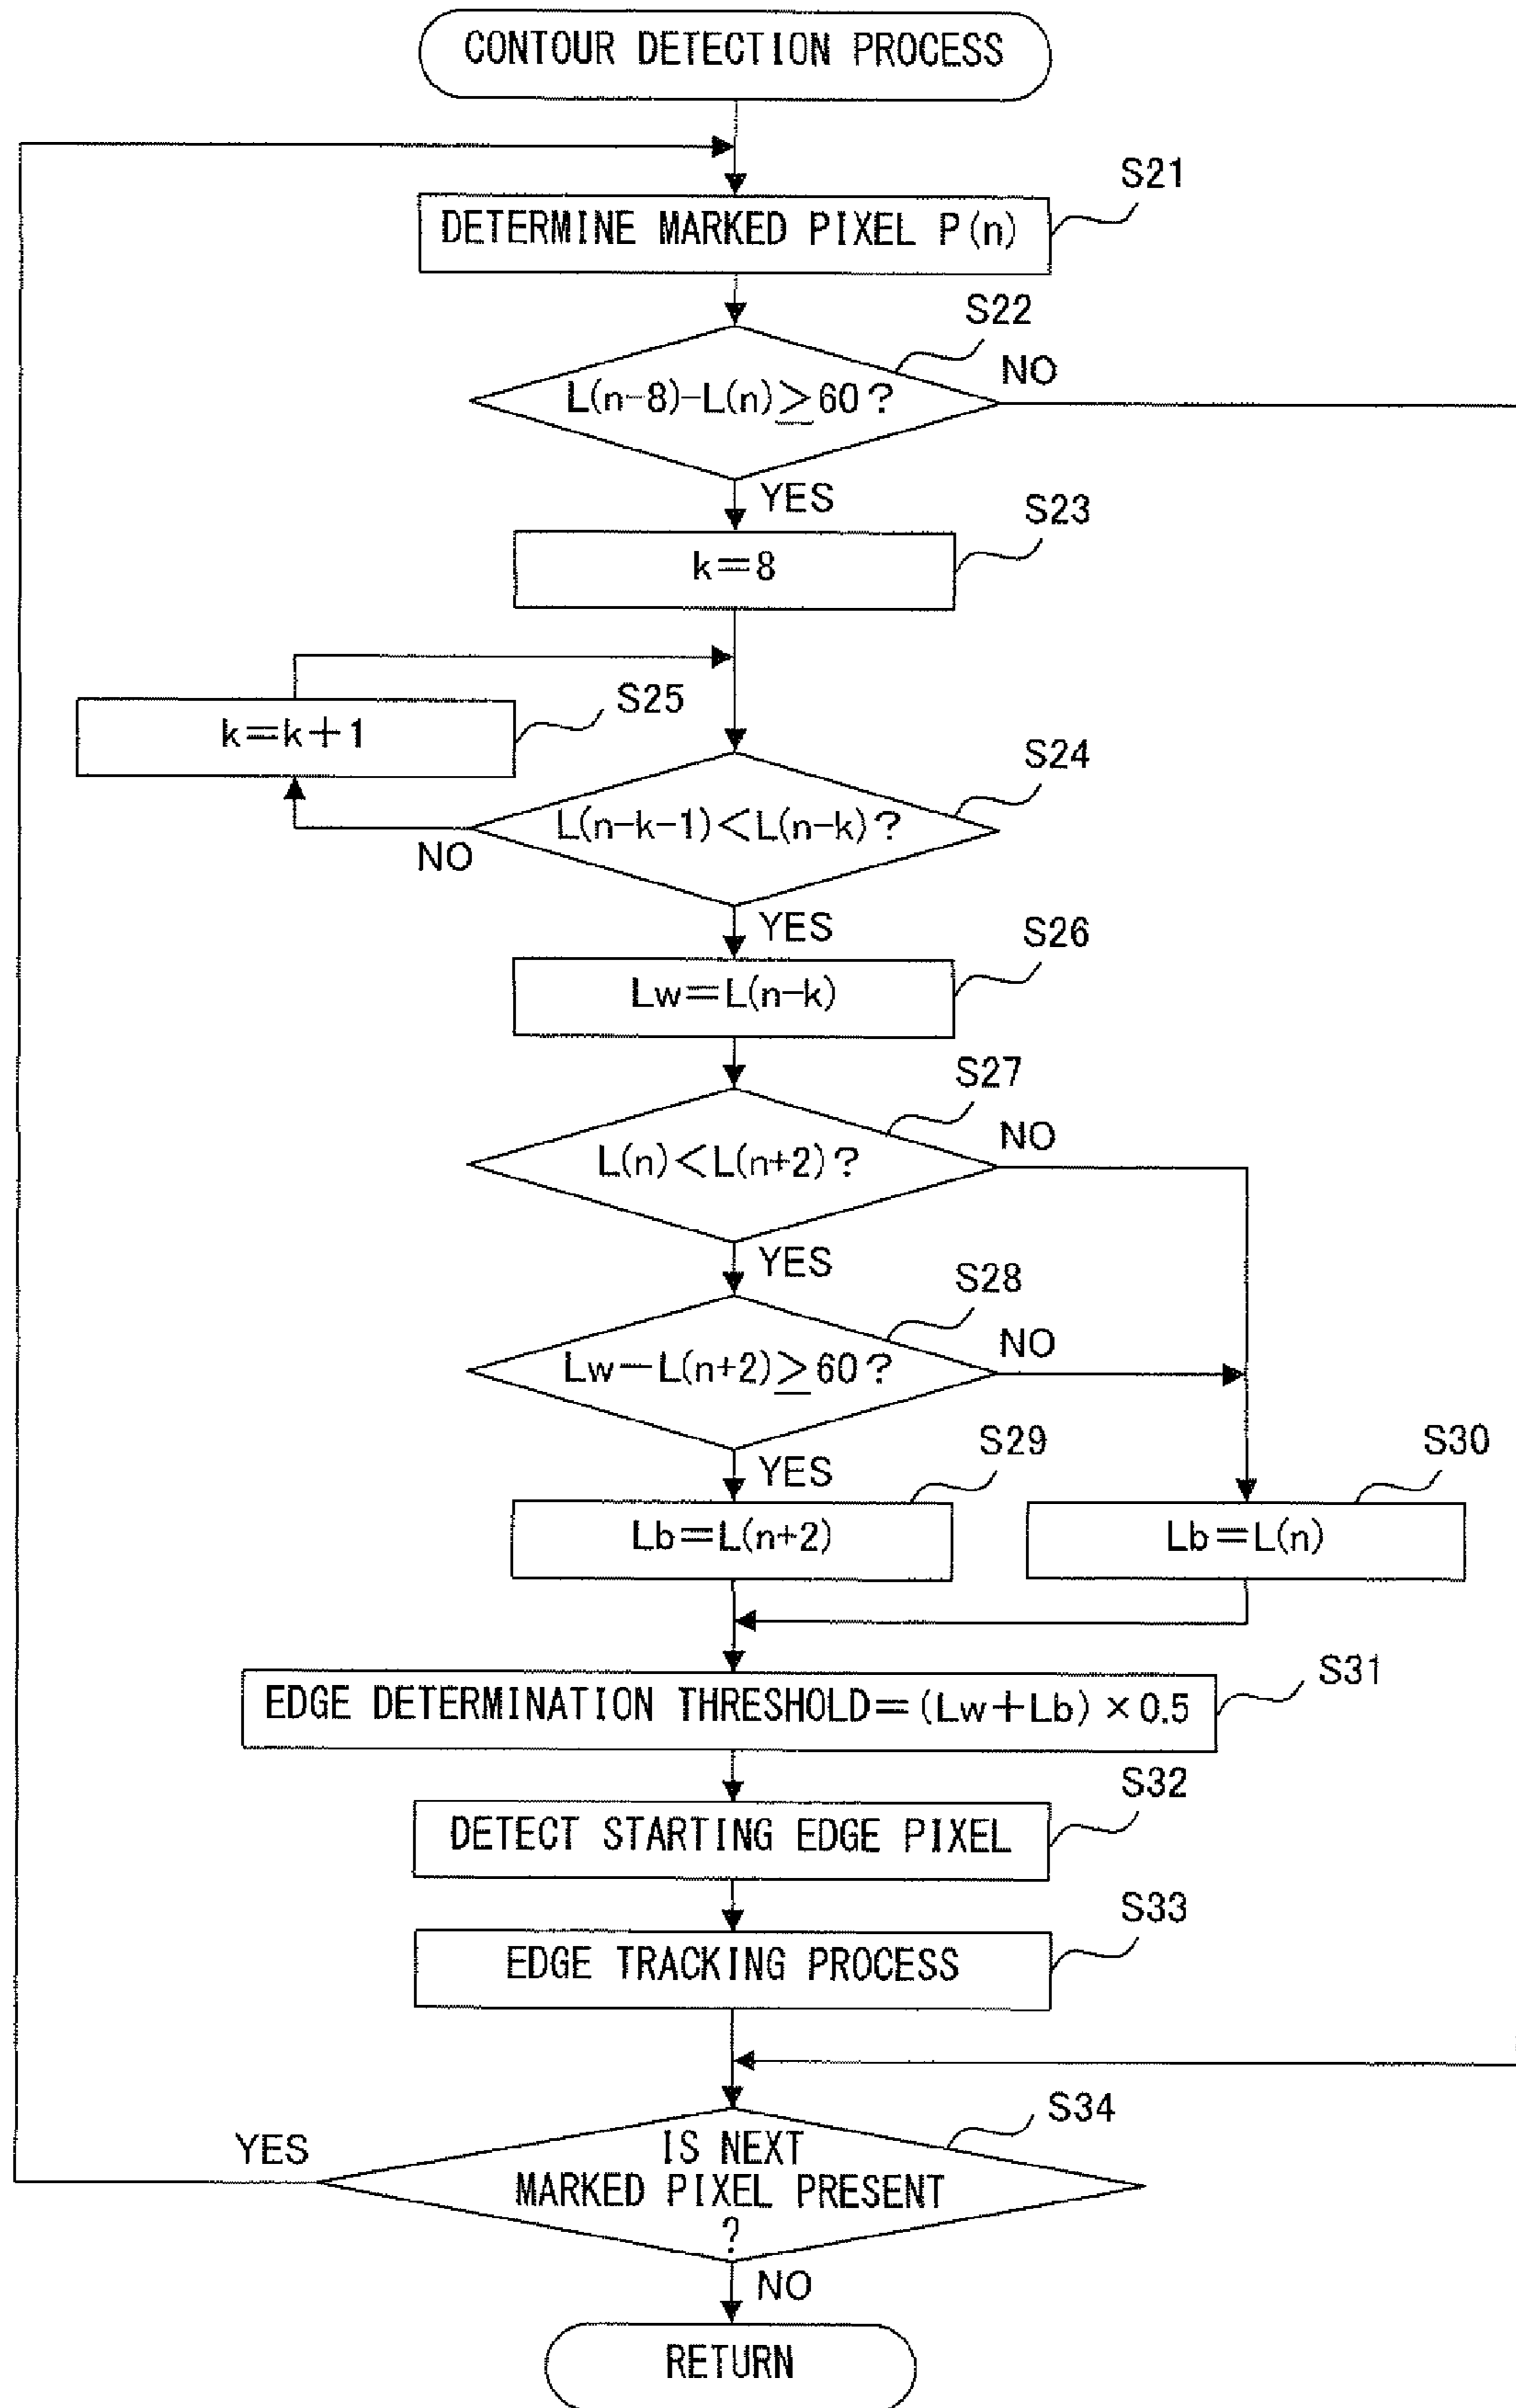 CONTOUR DETECTION PROCESS
S21
DETERMINE MARKED PIXEL P(n)
S22
L(n-8)-L(n)≧60?
NO
YES
S23
k=8
S25
k=k+1
S24
L(n-k-1)<L(n-k)?
NO
YES
S26
Lw=L(n-k)
S27
L(n)<L(n+2)?
NO
YES
S28
Lw-L(n+2)≧60?
NO
YES
S29
Lb=L(n+2)
S30
Lb=L(n)
S31
EDGE DETERMINATION THRESHOLD=(Lw+Lb)×0.5
S32
DETECT STARTING EDGE PIXEL
S33
EDGE TRACKING PROCESS
S34
IS NEXT
MARKED PIXEL PRESENT
?
YES
NO
RETURN